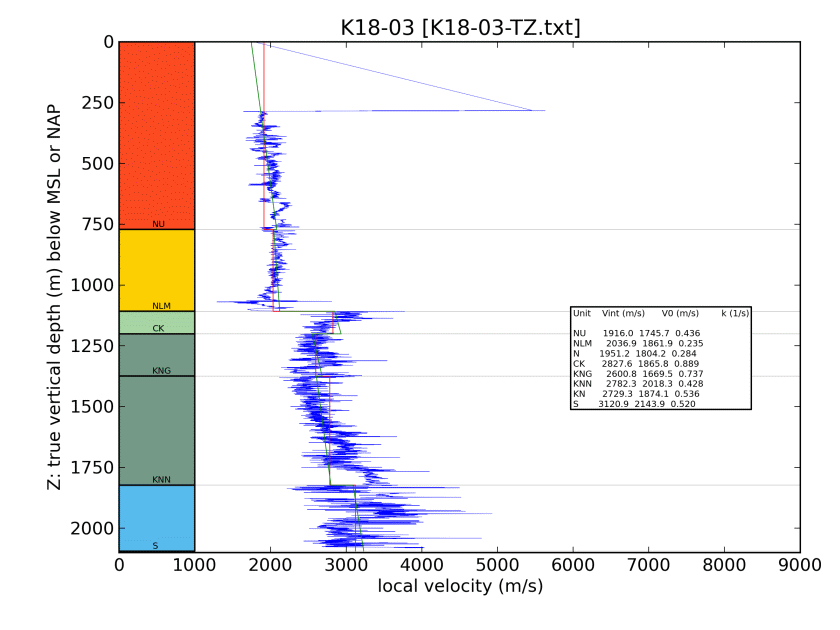 K18-03 [K18-03-TZ.txt]
0
250
500
750
1000
1250
1500
1750
2000
Z: true vertical depth (m) below MSL or NAP
NU
NLM
CK
KNG
KNN
S
Unit Vint (m/s) V0 (m/s) k (1/s)
NU 1916.0 1745.7 0.436
NLM 2036.9 1861.9 0.235
N 1951.2 1804.2 0.284
CK 2827.6 1865.8 0.889
KNG 2600.8 1669.5 0.737
KNN 2782.3 2018.3 0.428
KN 2729.3 1874.1 0.536
S 3120.9 2143.9 0.520
0 1000 2000 3000 4000 5000 6000 7000 8000 9000
local velocity (m/s)